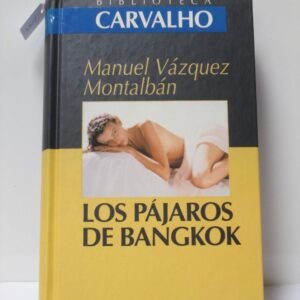 BIBLIOTECA
CARVALHO
Manuel Vázquez
Montalbán
LOS PÁJAROS
DE BANGKOK